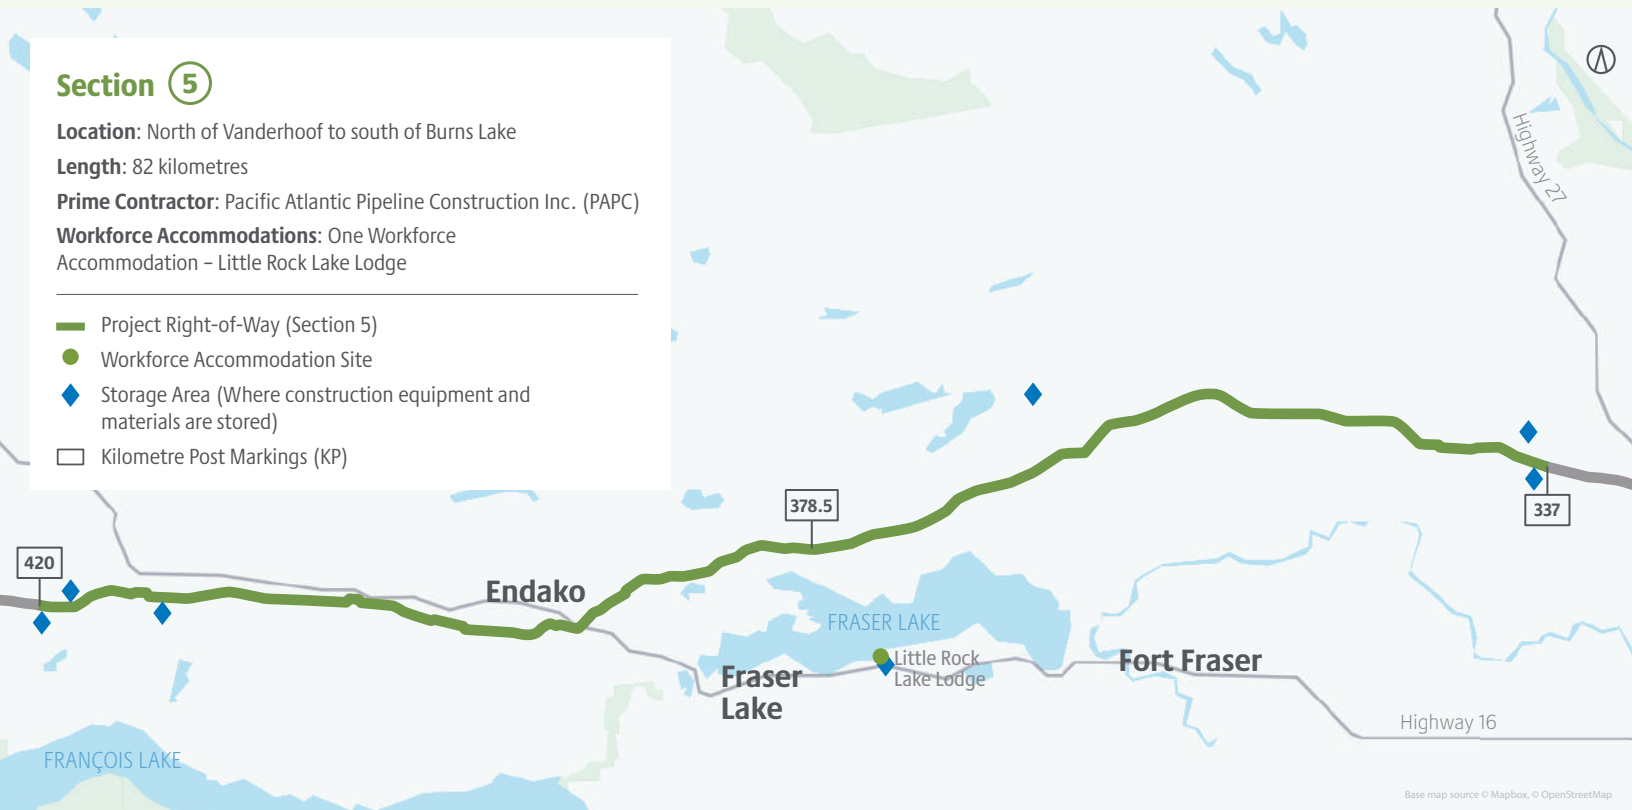 Section 5
Location: North of Vanderhoof to south of Burns Lake
Length: 82 kilometres
Prime Contractor: Pacific Atlantic Pipeline Construction Inc. (PAPC)
Workforce Accommodations: One Workforce
Accommodation – Little Rock Lake Lodge
Project Right-of-Way (Section 5)
Workforce Accommodation Site
Storage Area (Where construction equipment and
materials are stored)
Kilometre Post Markings (KP)
Highway 27
378.5
337
420
Endako
FRASER LAKE
Little Rock
Lake Lodge
Fort Fraser
Fraser
Lake
Highway 16
FRANÇOIS LAKE
Base map source © Mapbox, © OpenStreetMap